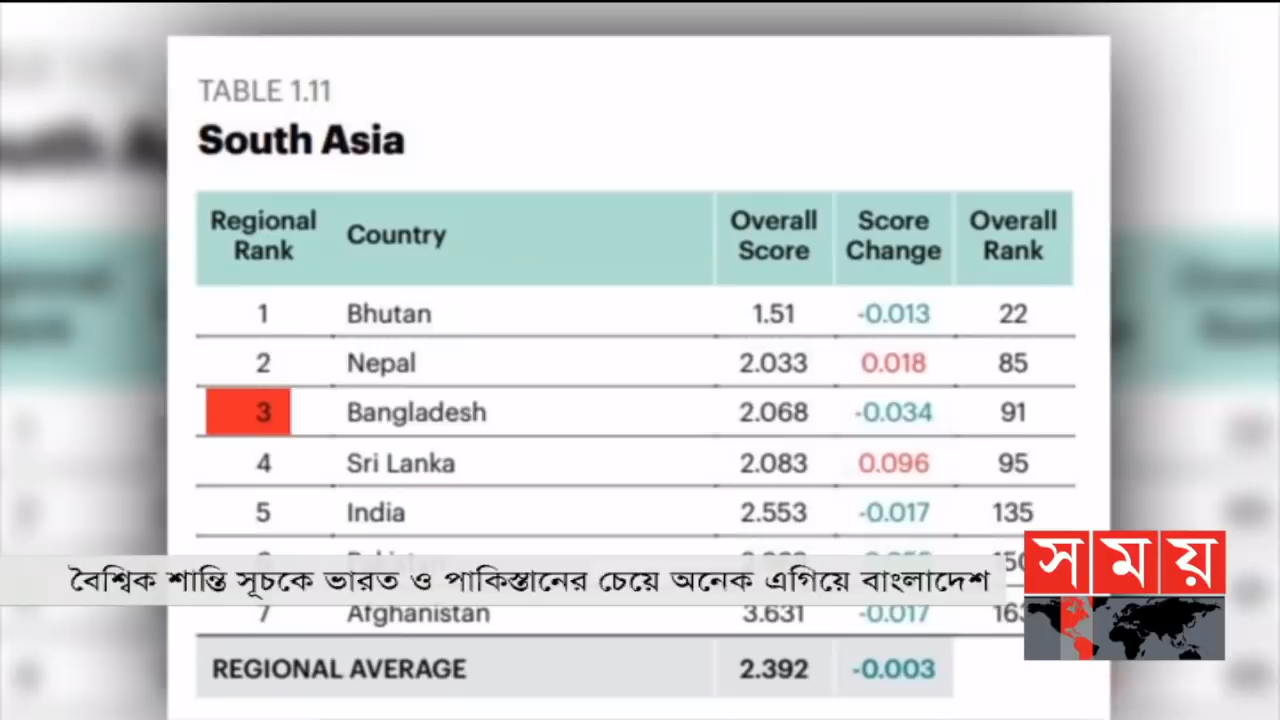 TABLE 1.11
South Asia
Regional Rank Country Overall Score Score Change Overall Rank
1 Bhutan 1.51 -0.013 22
2 Nepal 2.033 0.018 85
3 Bangladesh 2.068 -0.034 91
4 Sri Lanka 2.083 0.096 95
5 India 2.553 -0.017 135
বৈশ্বিক শান্তি সূচকে ভারত ও পাকিস্তানের চেয়ে অনেক এগিয়ে বাংলাদেশ
সময়
7 Afghanistan 3.631 -0.017
REGIONAL AVERAGE 2.392 -0.003